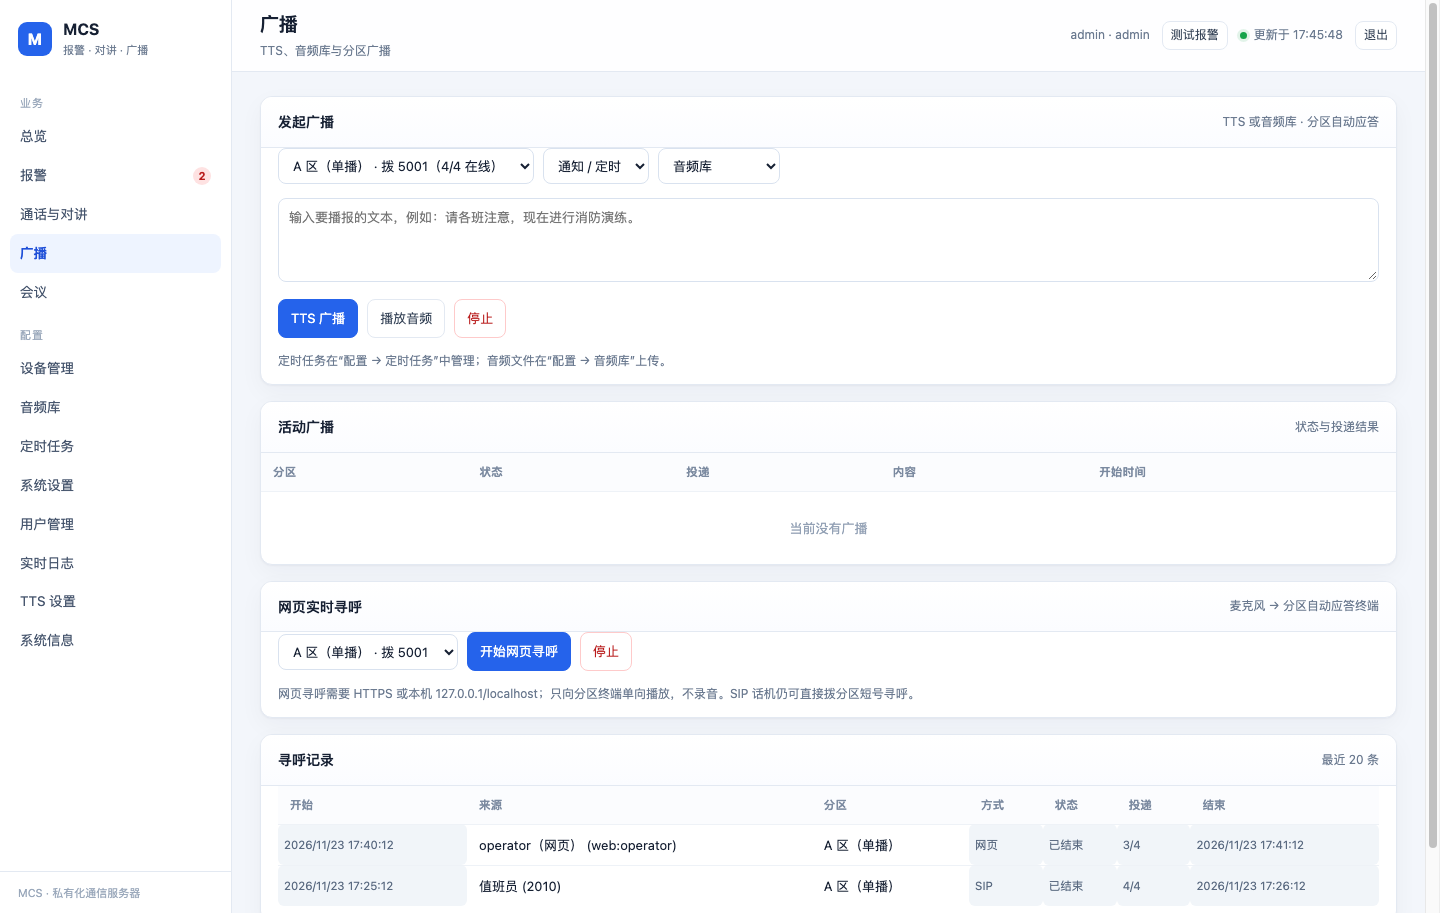 M
MCS
报警 · 对讲 · 广播
业务
总览
报警 2
通话与对讲
广播
会议
配置
设备管理
音频库
定时任务
系统设置
用户管理
实时日志
TTS 设置
系统信息
MCS · 私有化通信服务器
广播
TTS、音频库与分区广播
admin · admin 测试报警 更新于 17:45:48 退出
发起广播 TTS 或音频库 · 分区自动应答
A 区（单播） · 拨 5001（4/4 在线） 通知 / 定时 音频库
输入要播报的文本，例如：请各班注意，现在进行消防演练。
TTS 广播 播放音频 停止
定时任务在“配置 → 定时任务”中管理；音频文件在“配置 → 音频库”上传。
活动广播 状态与投递结果
分区 状态 投递 内容 开始时间
当前没有广播
网页实时寻呼 麦克风 → 分区自动应答终端
A 区（单播） · 拨 5001 开始网页寻呼 停止
网页寻呼需要 HTTPS 或本机 127.0.0.1/localhost；只向分区终端单向播放，不录音。SIP 话机仍可直接拨分区短号寻呼。
寻呼记录 最近 20 条
开始 来源 分区 方式 状态 投递 结束
2026/11/23 17:40:12 operator（网页） (web:operator) A 区（单播） 网页 已结束 3/4 2026/11/23 17:41:12
2026/11/23 17:25:12 值班员 (2010) A 区（单播） SIP 已结束 4/4 2026/11/23 17:26:12